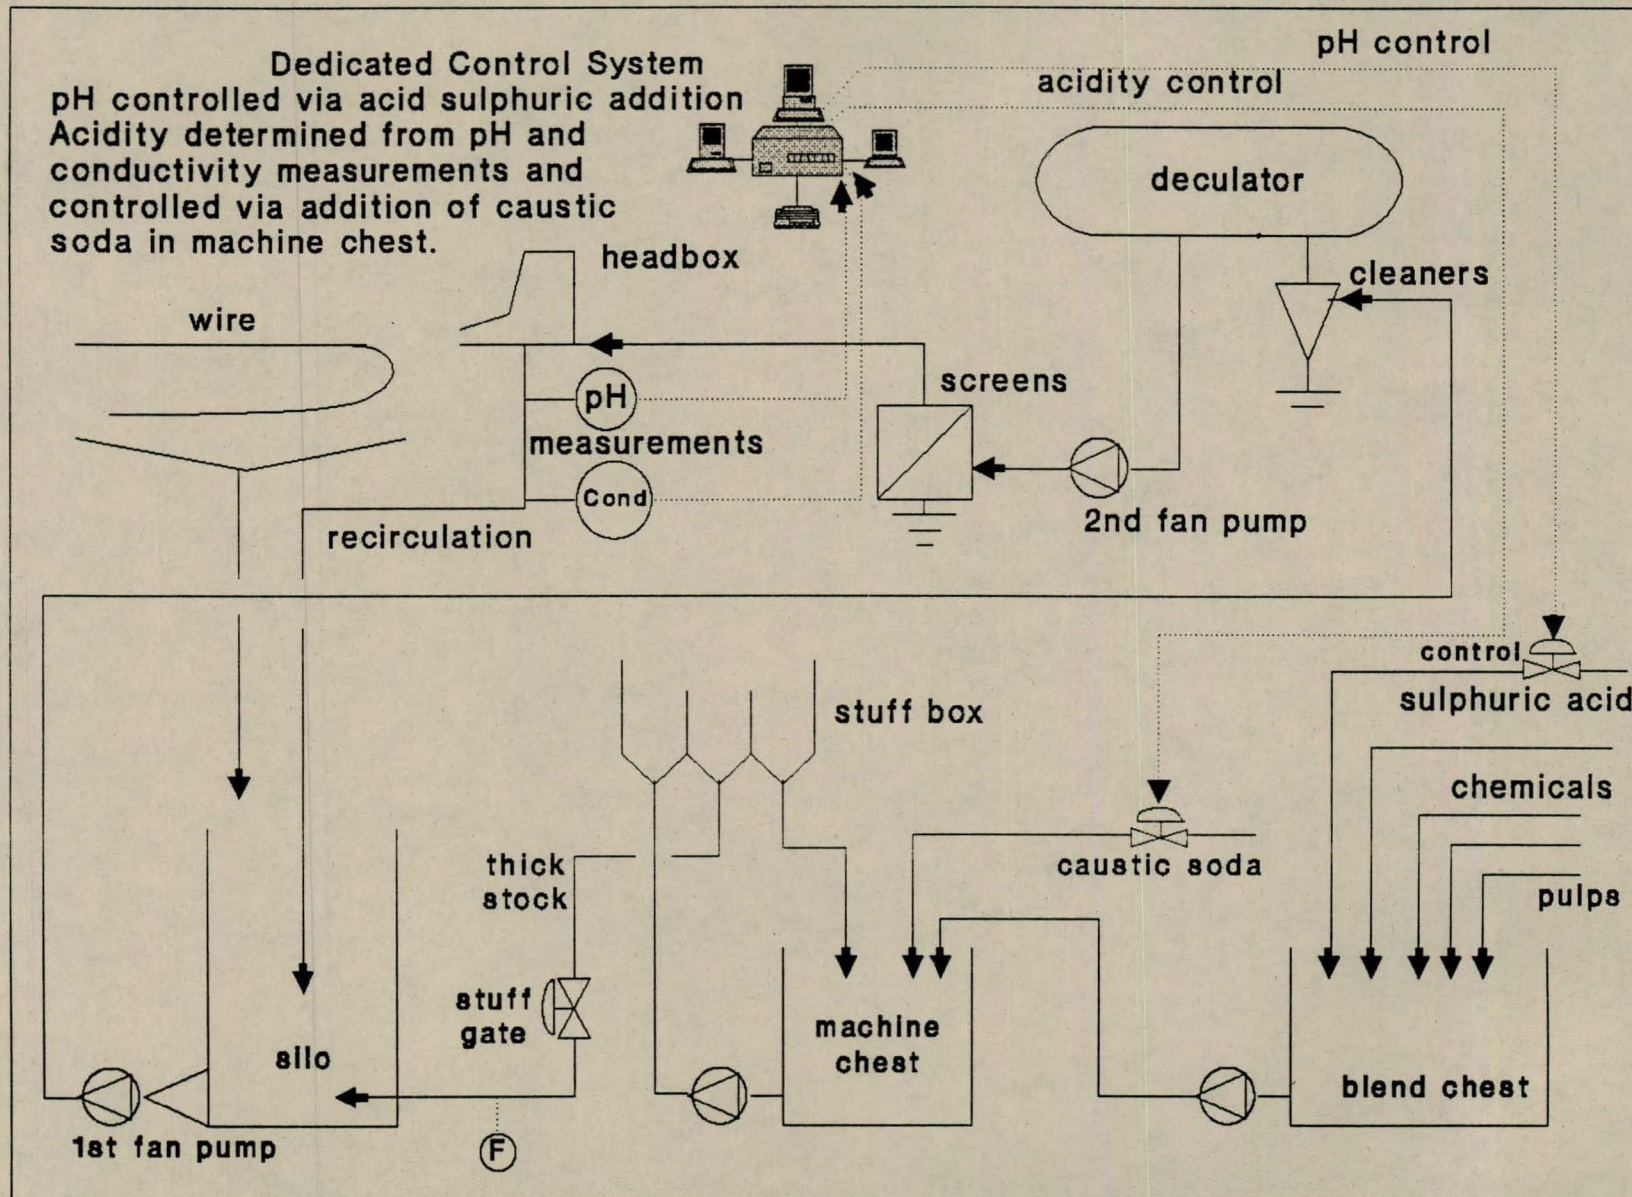 Dedicated Control System
pH controlled via acid sulphuric addition
Acidity determined from pH and
conductivity measurements and
controlled via addition of caustic
soda in machine chest.
pH control
acidity control
deculator
headbox
cleaners
wire
screens
pH
measurements
Cond
recirculation
2nd fan pump
control
sulphuric acid
stuff box
chemicals
thick
stock
caustic soda
pulps
stuff
gate
machine
chest
silo
blend chest
1st fan pump
F